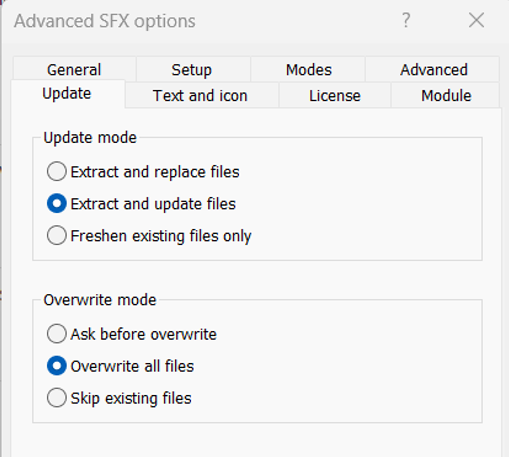 Advanced SFX options ?
General Setup Modes Advanced
Update Text and icon License Module
Update mode
Extract and replace files
Extract and update files
Freshen existing files only
Overwrite mode
Ask before overwrite
Overwrite all files
Skip existing files